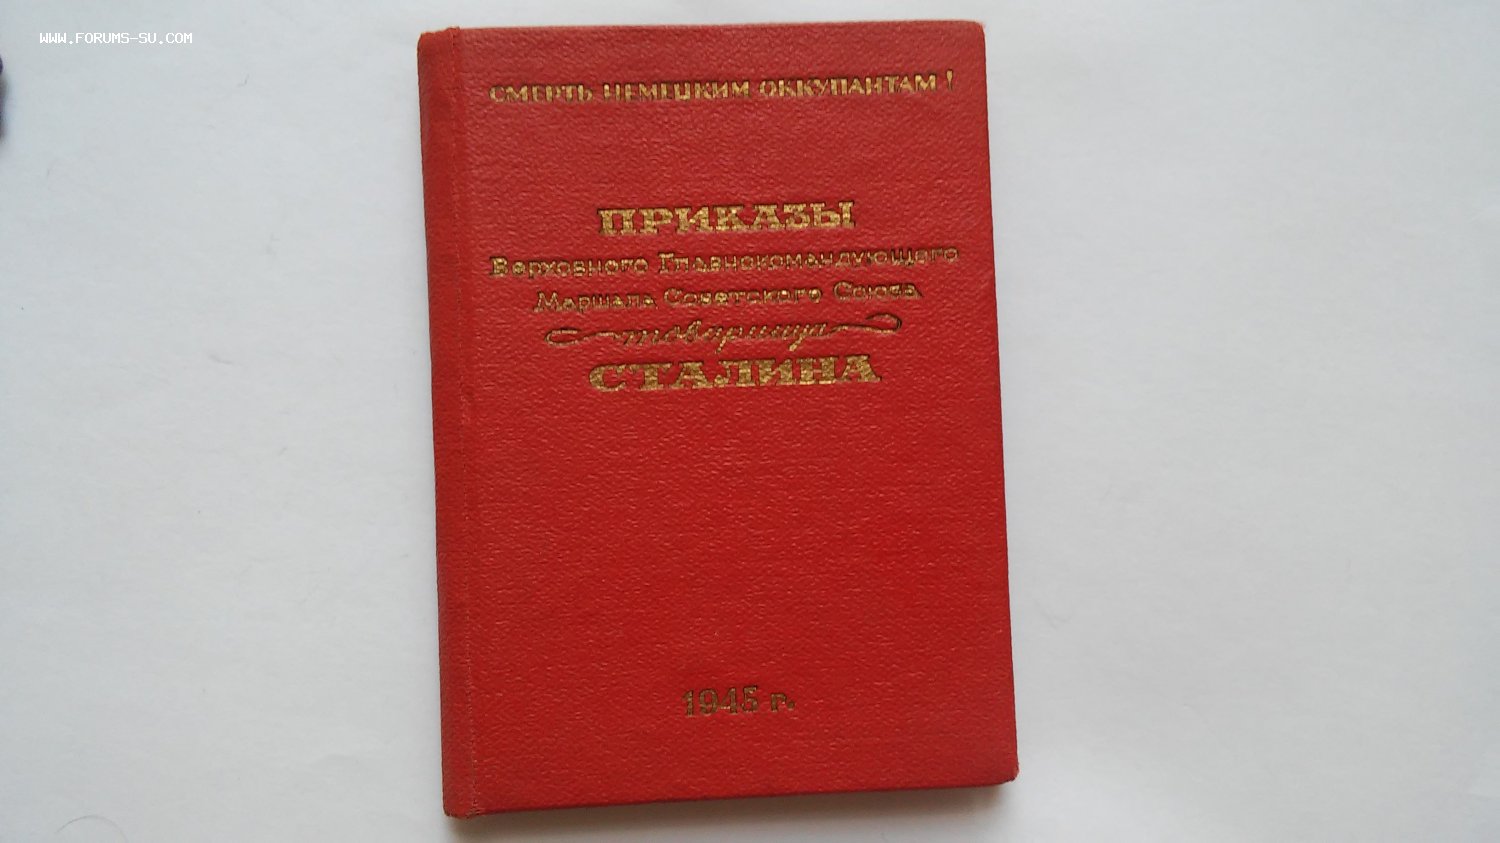 WWW.FORUMS-SU.COM
СМЕРТЬ НЕМЕЦКИМ ОККУПАНТАМ!
ПРИКАЗЫ
Верховного Главнокомандующего
Маршала Советского Союза
товарища
СТАЛИНА
1945 г.